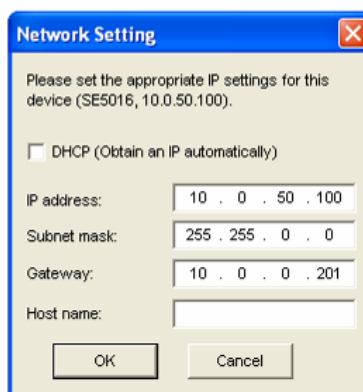 Network Setting
Please set the appropriate IP settings for this
device (SE5016, 10.0.50.100).
DHCP (Obtain an IP automatically)
IP address: 10 . 0 . 50 . 100
Subnet mask: 255 . 255 . 0 . 0
Gateway: 10 . 0 . 0 . 201
Host name:
OK Cancel